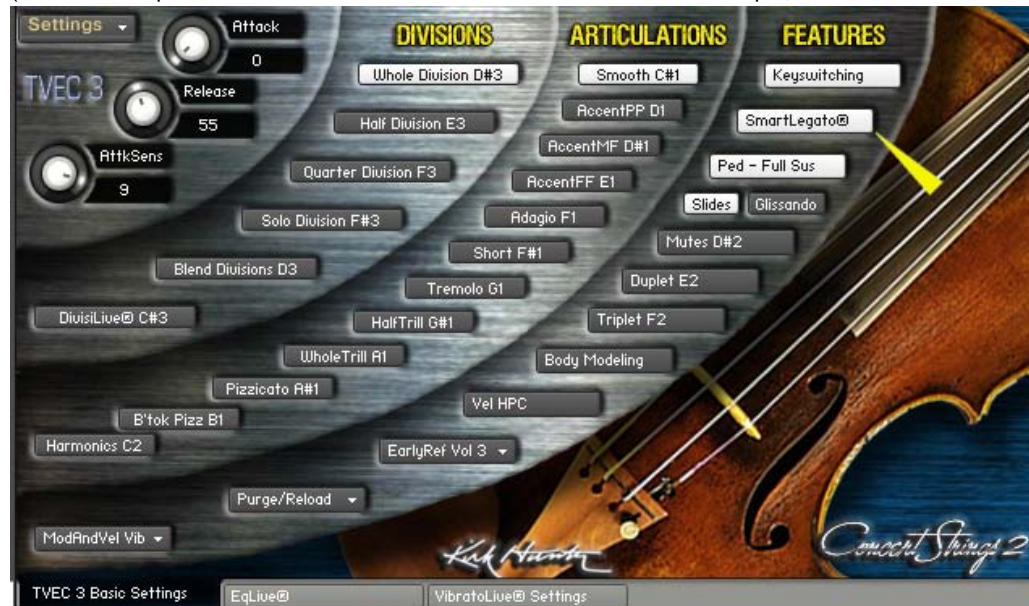 Settings
Attack
0
TVEC 3
Release
55
AttkSens
9
DIVISIONS
Whole Division D#3
Half Division E3
Quarter Division F3
Solo Division F#3
Blend Divisions D3
DivisiLive® C#3
ARTICULATIONS
Smooth C#1
AccentPP D1
AccentMF D#1
AccentFF E1
Adagio F1
Short F#1
Tremolo G1
HalfTrill G#1
WholeTrill A1
Pizzicato A#1
B'tok Pizz B1
Harmonics C2
FEATURES
Keyswitching
SmartLegato®
Ped - Full Sus
Slides Glissando
Mutes D#2
Duplet E2
Triplet F2
Body Modeling
Vel HPC
EarlyRef Vol 3
Purge/Reload
ModAndVel Vib
Kirk Hunter
Concert Strings 2
TVEC 3 Basic Settings EqLive® VibratoLive® Settings